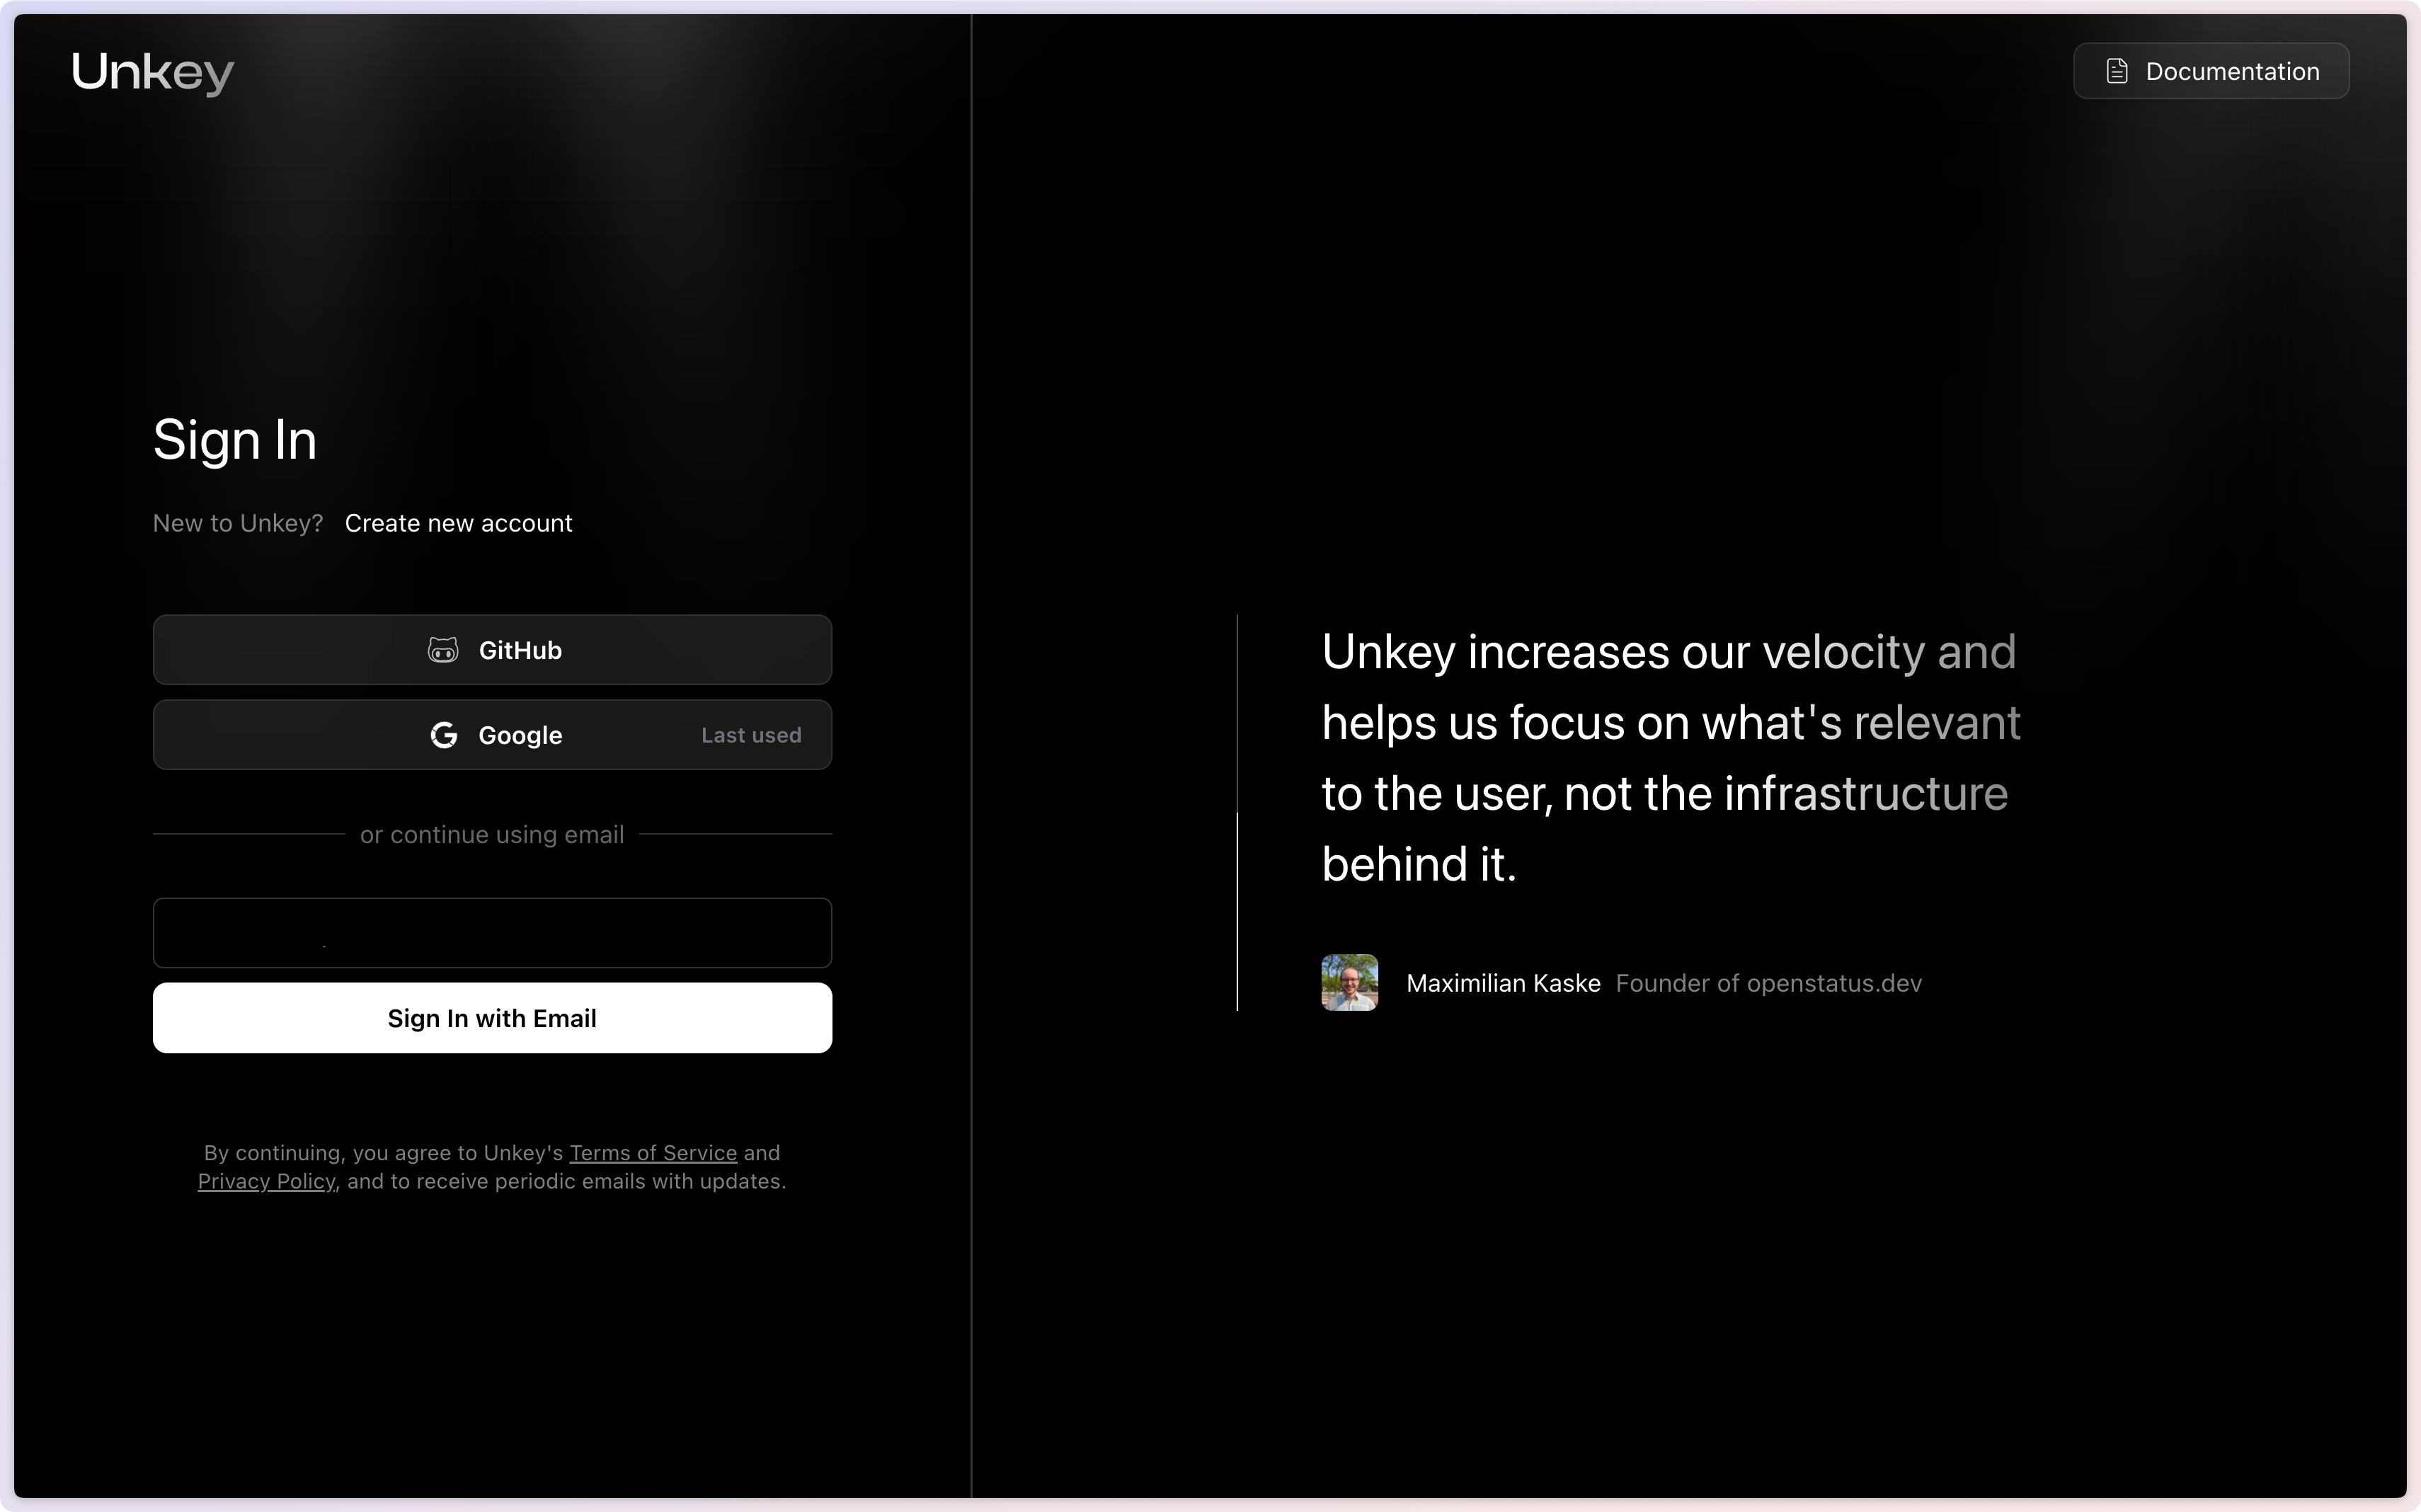 Unkey
Documentation
Sign In
New to Unkey? Create new account
GitHub
Google Last used
or continue using email
Sign In with Email
By continuing, you agree to Unkey's Terms of Service and
Privacy Policy, and to receive periodic emails with updates.
Unkey increases our velocity and
helps us focus on what's relevant
to the user, not the infrastructure
behind it.
Maximilian Kaske Founder of openstatus.dev